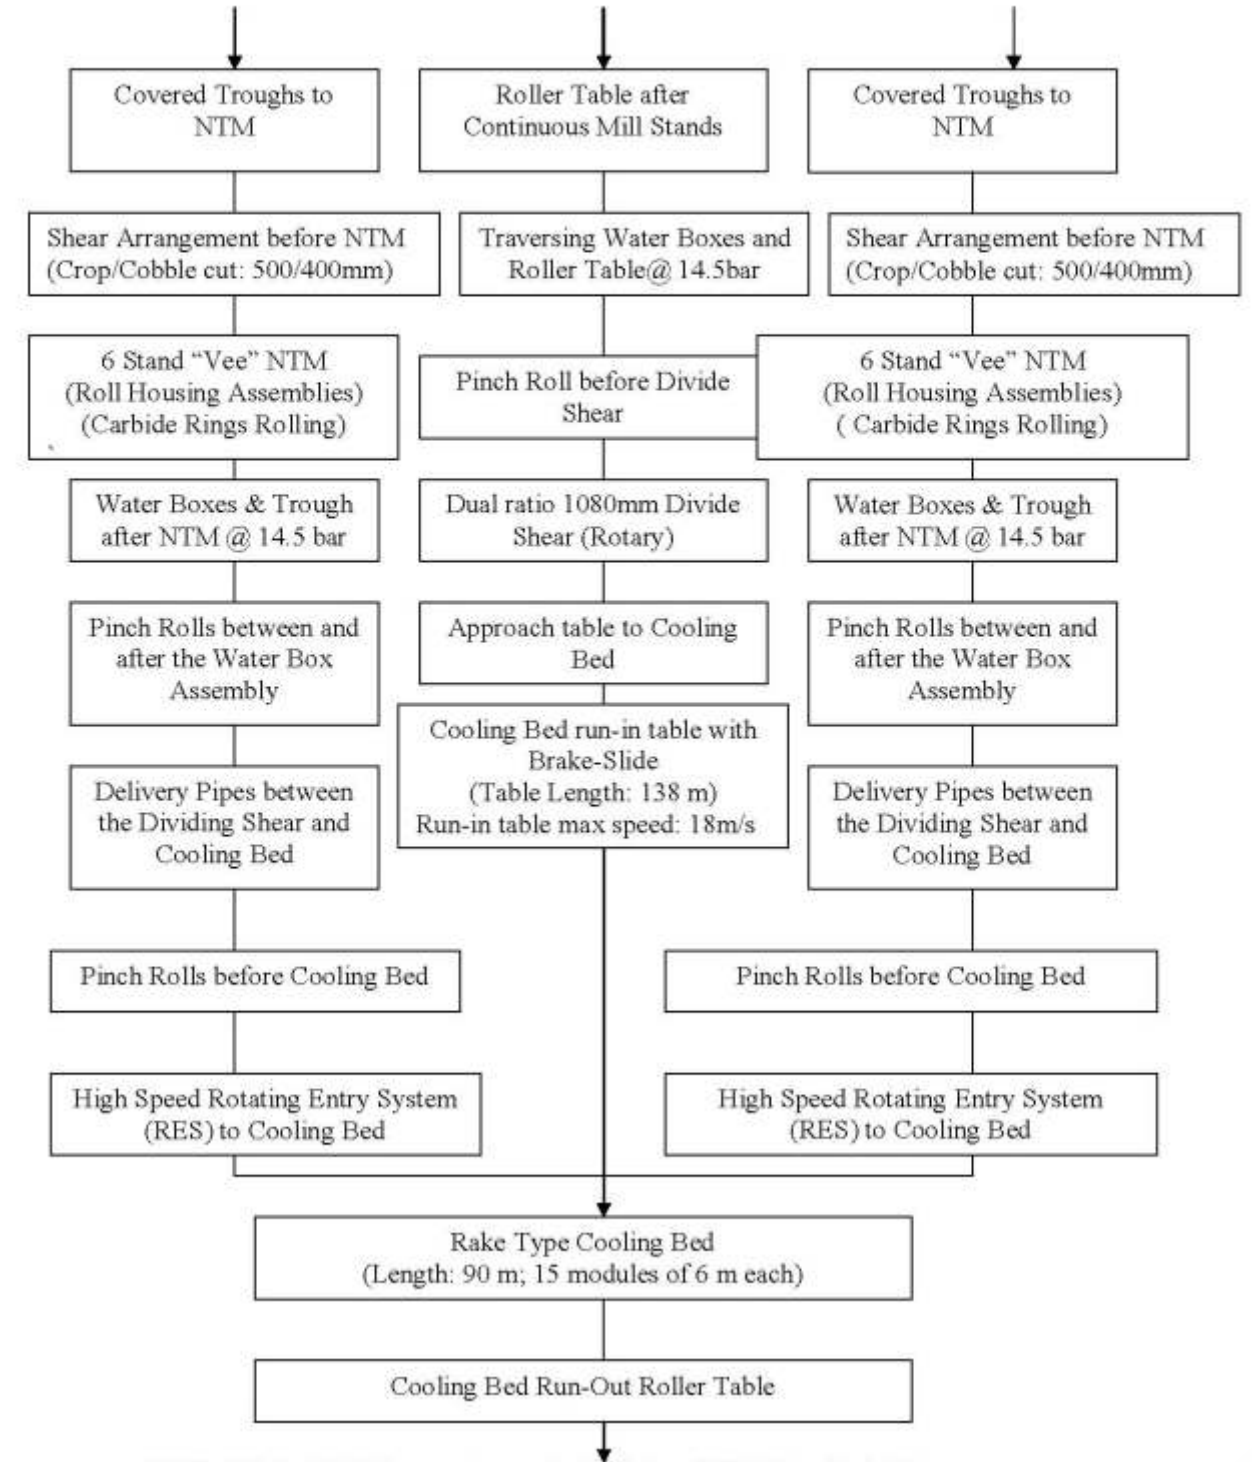 Covered Troughs to
NTM
Roller Table after
Continuous Mill Stands
Covered Troughs to
NTM
Shear Arrangement before NTM
(Crop/Cobble cut: 500/400mm)
Traversing Water Boxes and
Roller Table@ 14.5bar
Shear Arrangement before NTM
(Crop/Cobble cut: 500/400mm)
6 Stand “Vee” NTM
(Roll Housing Assemblies)
(Carbide Rings Rolling)
Pinch Roll before Divide
Shear
6 Stand “Vee” NTM
(Roll Housing Assemblies)
( Carbide Rings Rolling)
Water Boxes & Trough
after NTM @ 14.5 bar
Dual ratio 1080mm Divide
Shear (Rotary)
Water Boxes & Trough
after NTM @ 14.5 bar
Pinch Rolls between and
after the Water Box
Assembly
Approach table to Cooling
Bed
Pinch Rolls between and
after the Water Box
Assembly
Cooling Bed run-in table with
Brake-Slide
(Table Length: 138 m)
Run-in table max speed: 18m/s
Delivery Pipes between
the Dividing Shear and
Cooling Bed
Delivery Pipes between
the Dividing Shear and
Cooling Bed
Pinch Rolls before Cooling Bed
Pinch Rolls before Cooling Bed
High Speed Rotating Entry System
(RES) to Cooling Bed
High Speed Rotating Entry System
(RES) to Cooling Bed
Rake Type Cooling Bed
(Length: 90 m; 15 modules of 6 m each)
Cooling Bed Run-Out Roller Table